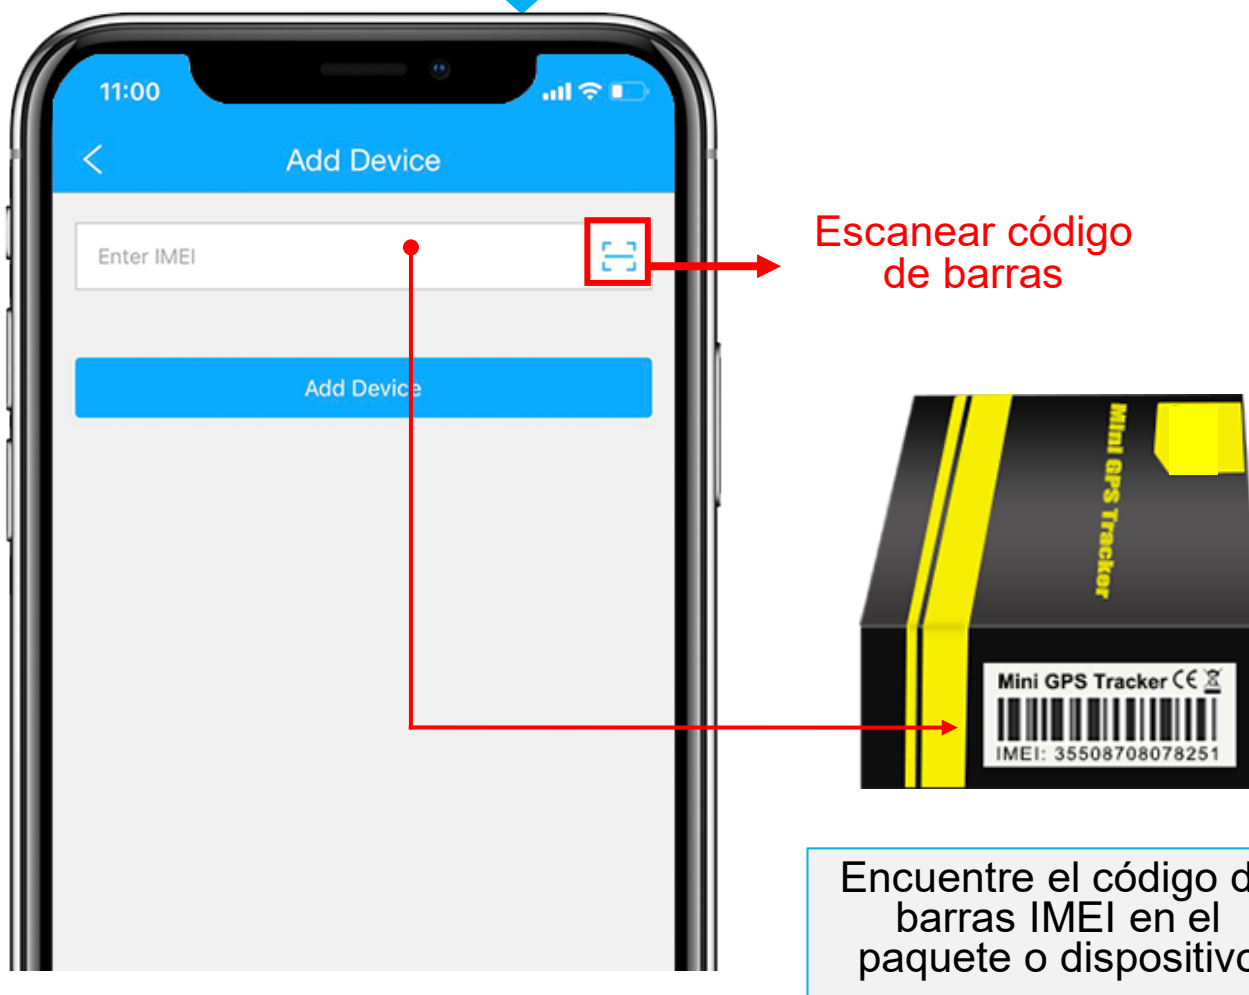 11:00
Add Device
Enter IMEI
Add Device
Escanear código
de barras
Mini GPS Tracker
Mini GPS Tracker CE
IMEI: 35508708078251
Encuentre el código d
barras IMEI en el
paquete o dispositivo